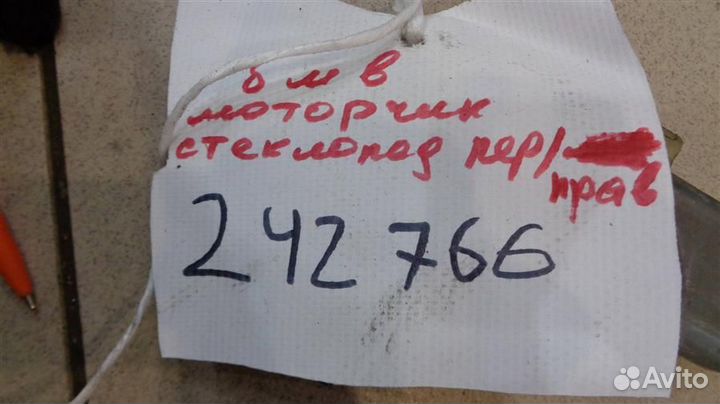 бмв
моторчик
стеклопод пер/
прав
242766
Avito